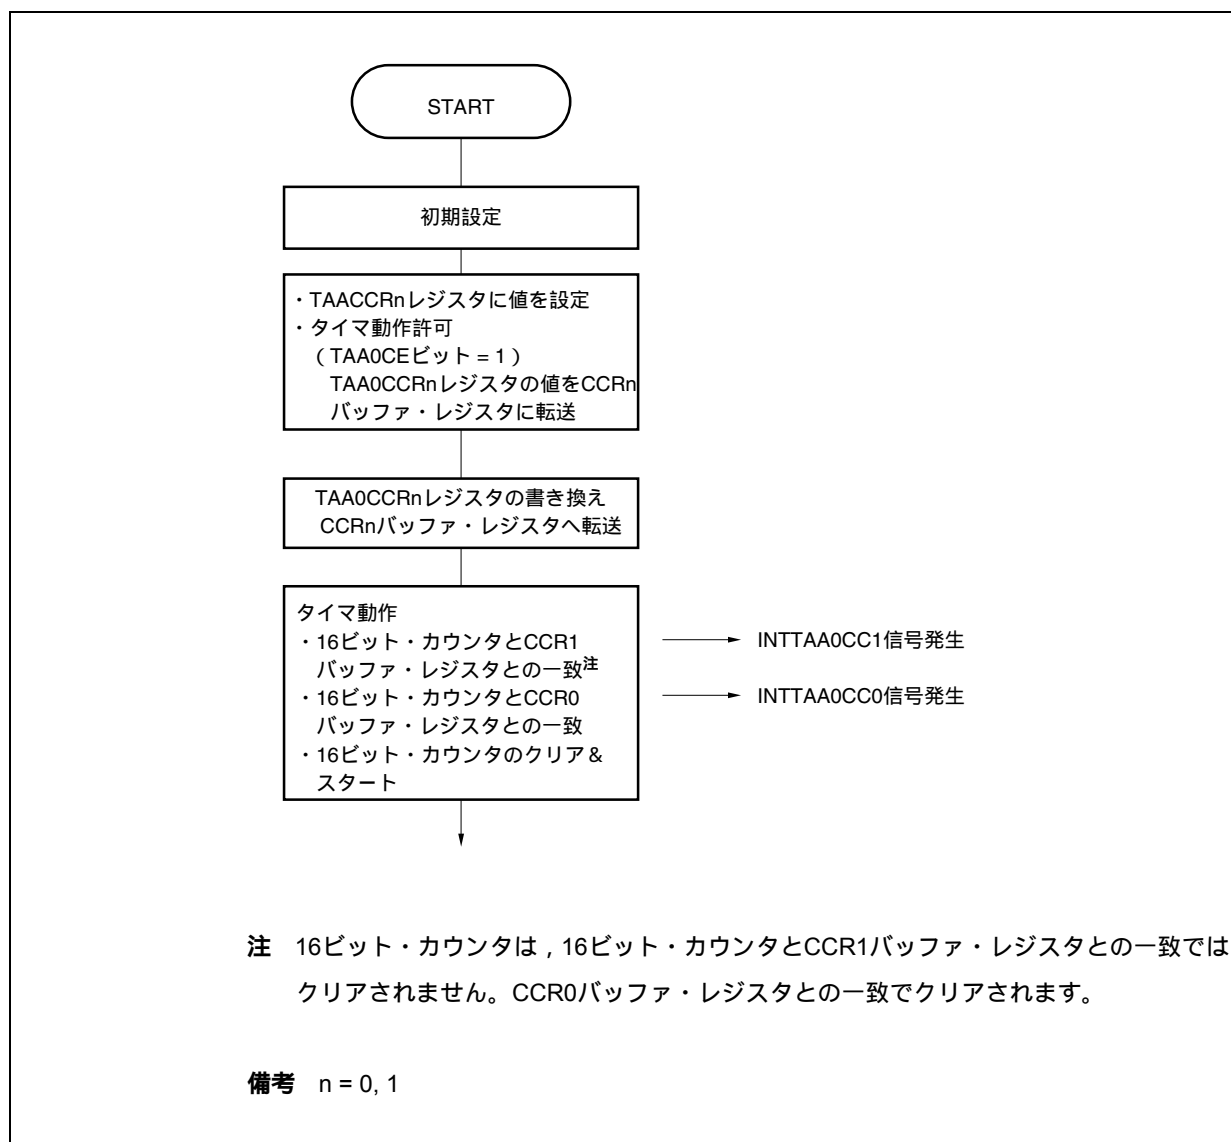 START
初期設定
・TAACCRnレジスタに値を設定
・タイマ動作許可
（TAA0CEビット = 1）
TAA0CCRnレジスタの値をCCRn
バッファ・レジスタに転送
TAA0CCRnレジスタの書き換え
CCRnバッファ・レジスタへ転送
タイマ動作
・16ビット・カウンタとCCR1
バッファ・レジスタとの一致注
・16ビット・カウンタとCCR0
バッファ・レジスタとの一致
・16ビット・カウンタのクリア＆
スタート
INTTAA0CC1信号発生
INTTAA0CC0信号発生
注 16ビット・カウンタは，16ビット・カウンタとCCR1バッファ・レジスタとの一致では
クリアされません。CCR0バッファ・レジスタとの一致でクリアされます。
備考 n = 0, 1